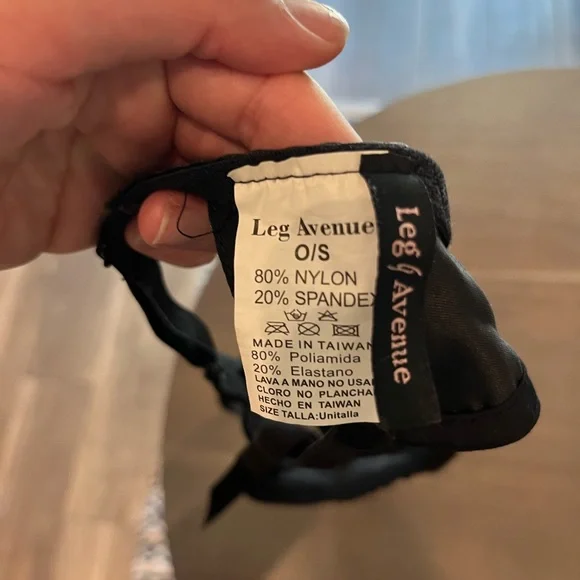 Leg Avenue
O/S
80% NYLON
20% SPANDEX
MADE IN TAIWAN
80% Poliamida
20% Elastano
LAVA A MANO NO USAR
CLORO NO PLANCHA
HECHO EN TAIWAN
SIZE TALLA:Unitalla
Leg Avenue